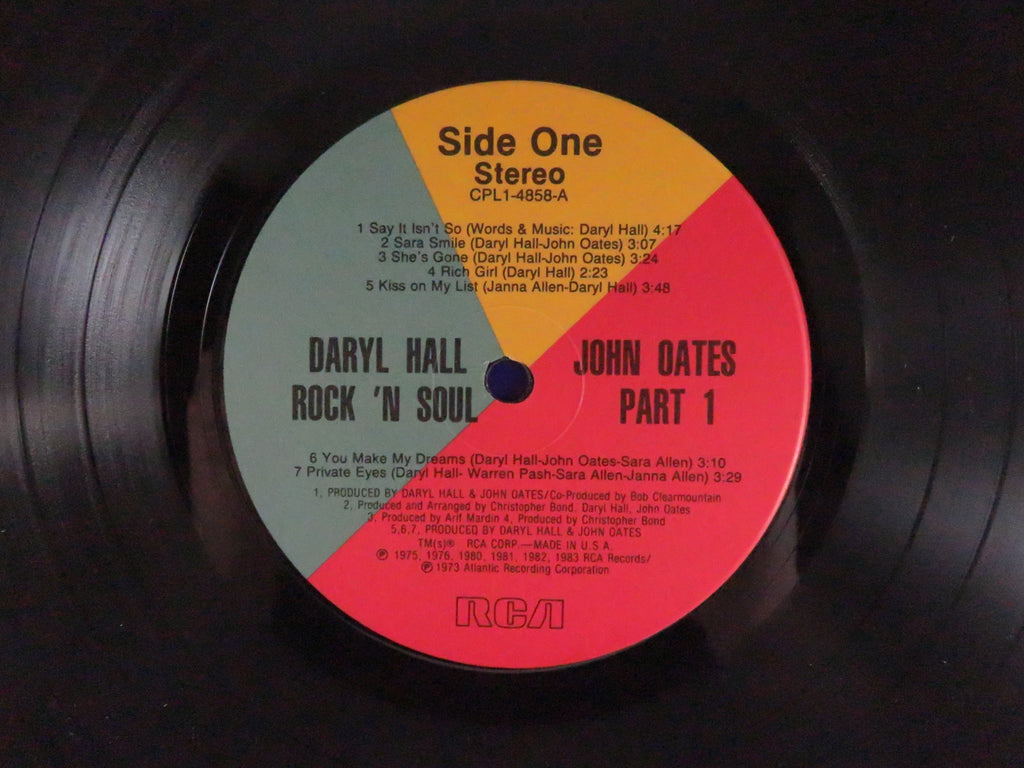 Side One
Stereo
CPL1-4858-A
1 Say It Isn't So (Words & Music: Daryl Hall) 4:17
2 Sara Smile (Daryl Hall-John Oates) 3:07
3 She's Gone (Daryl Hall-John Oates) 3:24
4 Rich Girl (Daryl Hall) 2:23
5 Kiss on My List (Janna Allen-Daryl Hall) 3:48
DARYL HALL JOHN OATES
ROCK 'N SOUL PART 1
6 You Make My Dreams (Daryl Hall-John Oates-Sara Allen) 3:10
7 Private Eyes (Daryl Hall- Warren Pash-Sara Allen-Janna Allen) 3:29
1, PRODUCED BY DARYL HALL & JOHN OATES/Co-Produced by Bob Clearmountain
2, Produced and Arranged by Christopher Bond, Daryl Hall, John Oates
3, Produced by Arif Mardin 4, Produced by Christopher Bond
5,6,7, PRODUCED BY DARYL HALL & JOHN OATES
TM(s)® RCA CORP.—MADE IN U.S.A.
℗ 1975, 1976, 1980, 1981, 1982, 1983 RCA Records/
℗ 1973 Atlantic Recording Corporation
RCA